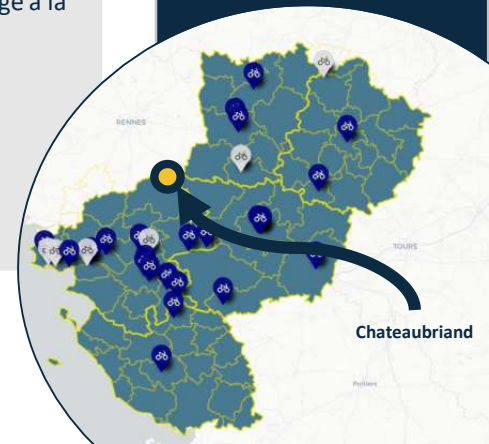 ge à la
RENNES
TOURS
Chateaubriand
Poitiers